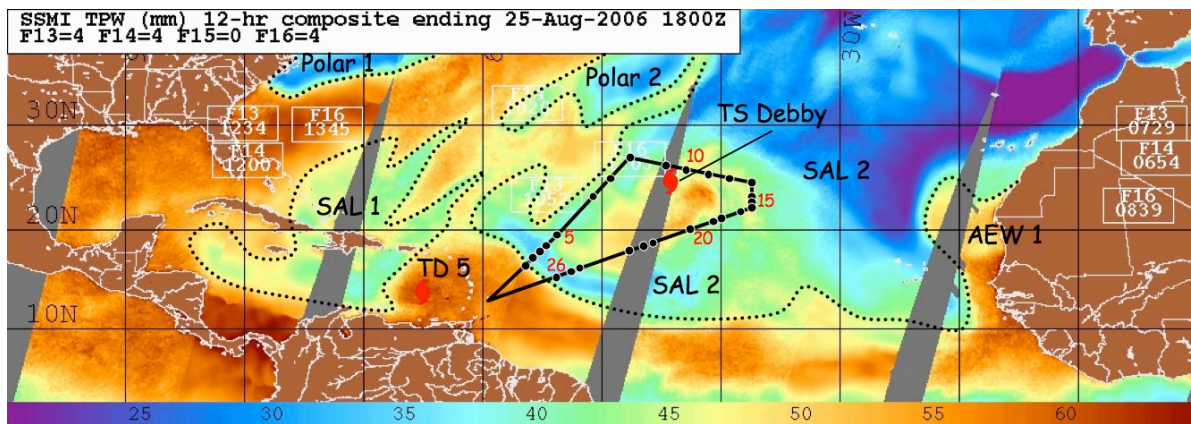 SSMI TPW (mm) 12-hr composite ending 25-Aug-2006 1800Z
F13=4 F14=4 F15=0 F16=4
30W
Polar 1
Polar 2
30N
F13
1234
F16
1345
F14
1200
TS Debby
F13
0729
F14
0654
F16
10
SAL 2
F16
0839
20N
SAL 1
15
AEW 1
5
20
TD 5
26
SAL 2
10N
25 30 35 40 45 50 55 60